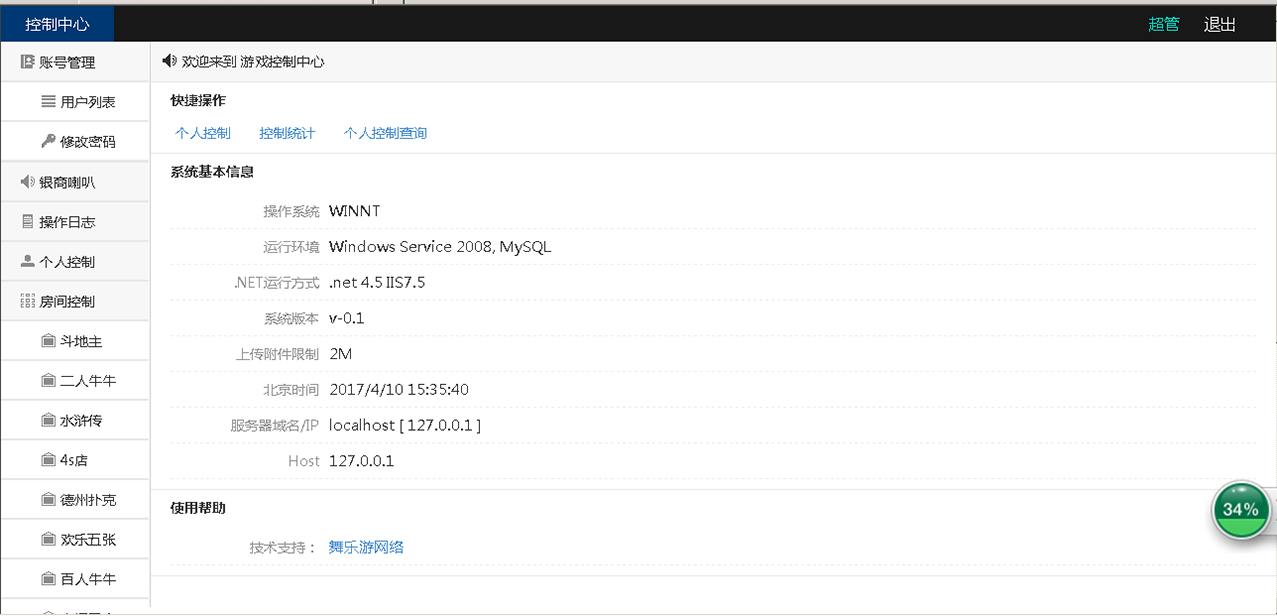 控制中心
超管 退出
账号管理
用户列表
修改密码
银商喇叭
操作日志
个人控制
房间控制
斗地主
二人牛牛
水浒传
4s店
德州扑克
欢乐五张
百人牛牛
欢迎来到 游戏控制中心
快捷操作
个人控制 控制统计 个人控制查询
系统基本信息
操作系统 WINNT
运行环境 Windows Service 2008, MySQL
.NET运行方式 .net 4.5 IIS7.5
系统版本 v-0.1
上传附件限制 2M
北京时间 2017/4/10 15:35:40
服务器域名/IP localhost [ 127.0.0.1 ]
Host 127.0.0.1
使用帮助
技术支持： 舞乐游网络
34%